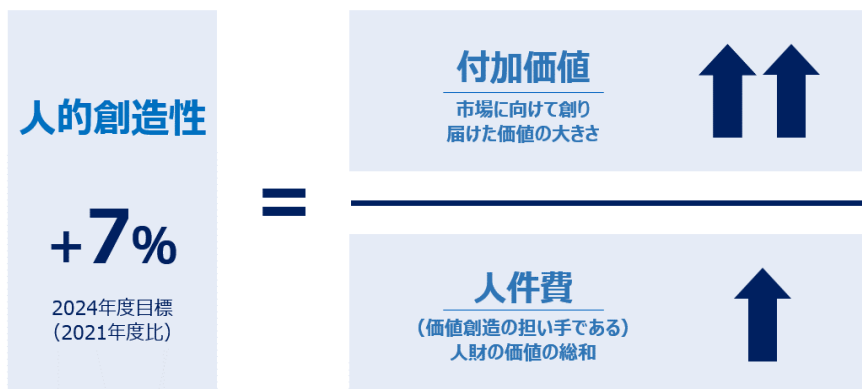 人的創造性
+7%
2024年度目標
（2021年度比）
=
付加価値
市場に向けて創り
届けた価値の大きさ
人件費
（価値創造の担い手である）
人財の価値の総和